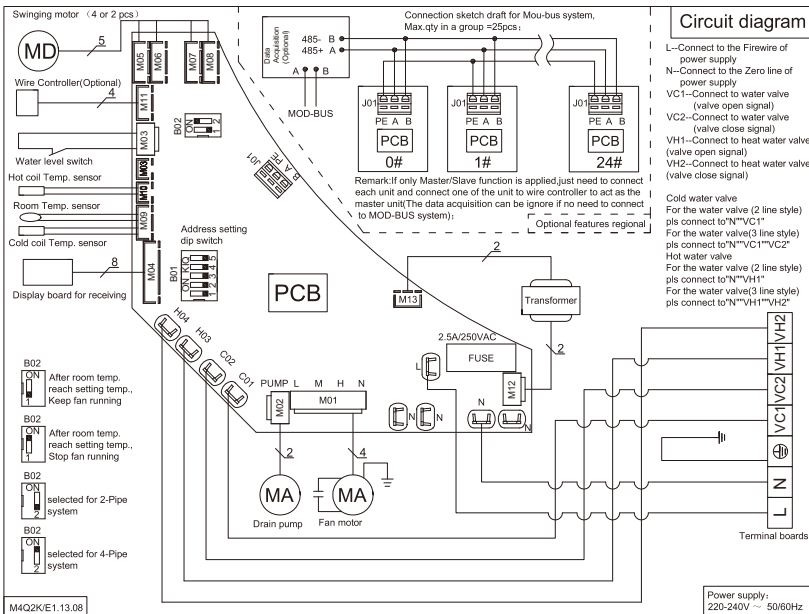 Swinging motor (4 or 2 pcs)
5
MD
M05
M06
M07
M08
Wire Controller(Optional)
4
M11
B02
ON
1 2
M03
Water level switch
M03
Hot coil Temp. sensor
M10
Room Temp. sensor
M09
Cold coil Temp. sensor
8
M04
Display board for receiving
J01
B A PE
Address setting
dip switch
B01
ON KIQ
1 2 3 4 5
PCB
Data
Acquisition
(Optional)
485- B
485+ A
A B
MOD-BUS
Connection sketch draft for Mou-bus system,
Max.qty in a group =25pcs;
J01
PE A B
PCB
0#
J01
PE A B
PCB
1#
J01
PE A B
PCB
24#
Remark:If only Master/Slave function is applied,just need to connect
each unit and connect one of the unit to wire controller to act as the
master unit(The data acquisition can be ignore if no need to connect
to MOD-BUS system);
Optional features regional
Circuit diagram
L--Connect to the Firewire of
power supply
N--Connect to the Zero line of
power supply
VC1--Connect to water valve
(valve open signal)
VC2--Connect to water valve
(valve close signal)
VH1--Connect to heat water valve
(valve open signal)
VH2--Connect to heat water valve
(valve close signal)
Cold water valve
For the water valve (2 line style)
pls connect to"N""VC1"
For the water valve(3 line style)
pls connect to"N""VC1""VC2"
Hot water valve
For the water valve (2 line style)
pls connect to"N""VH1"
For the water valve(3 line style)
pls connect to"N""VH1""VH2"
2
M13
Transformer
2
2.5A/250VAC
FUSE
L
M12
H04
H03
C02
C01
PUMP L M H N
M02
M01
N
N
N
N
2
4
MA
MA
Drain pump
Fan motor
VH2
VH1
VC2
VC1
N
L
Terminal boards
B02
ON
1
After room temp.
reach setting temp.,
Keep fan running
B02
ON
1
After room temp.
reach setting temp.,
Stop fan running
B02
ON
2
selected for 2-Pipe
system
B02
ON
2
selected for 4-Pipe
system
M4Q2K/E1.13.08
Power supply:
220-240V ~ 50/60Hz